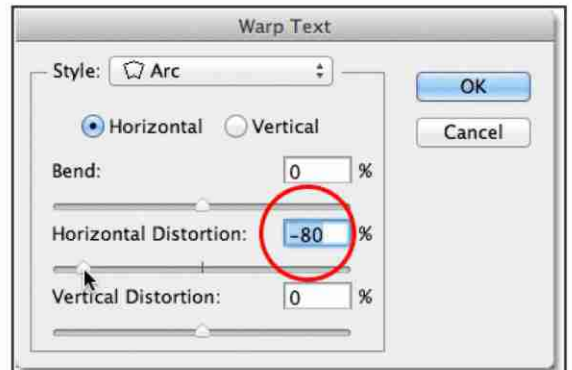 Warp Text
Style: Arc
OK
Horizontal Vertical
Cancel
Bend: 0 %
Horizontal Distortion: -80 %
Vertical Distortion: 0 %